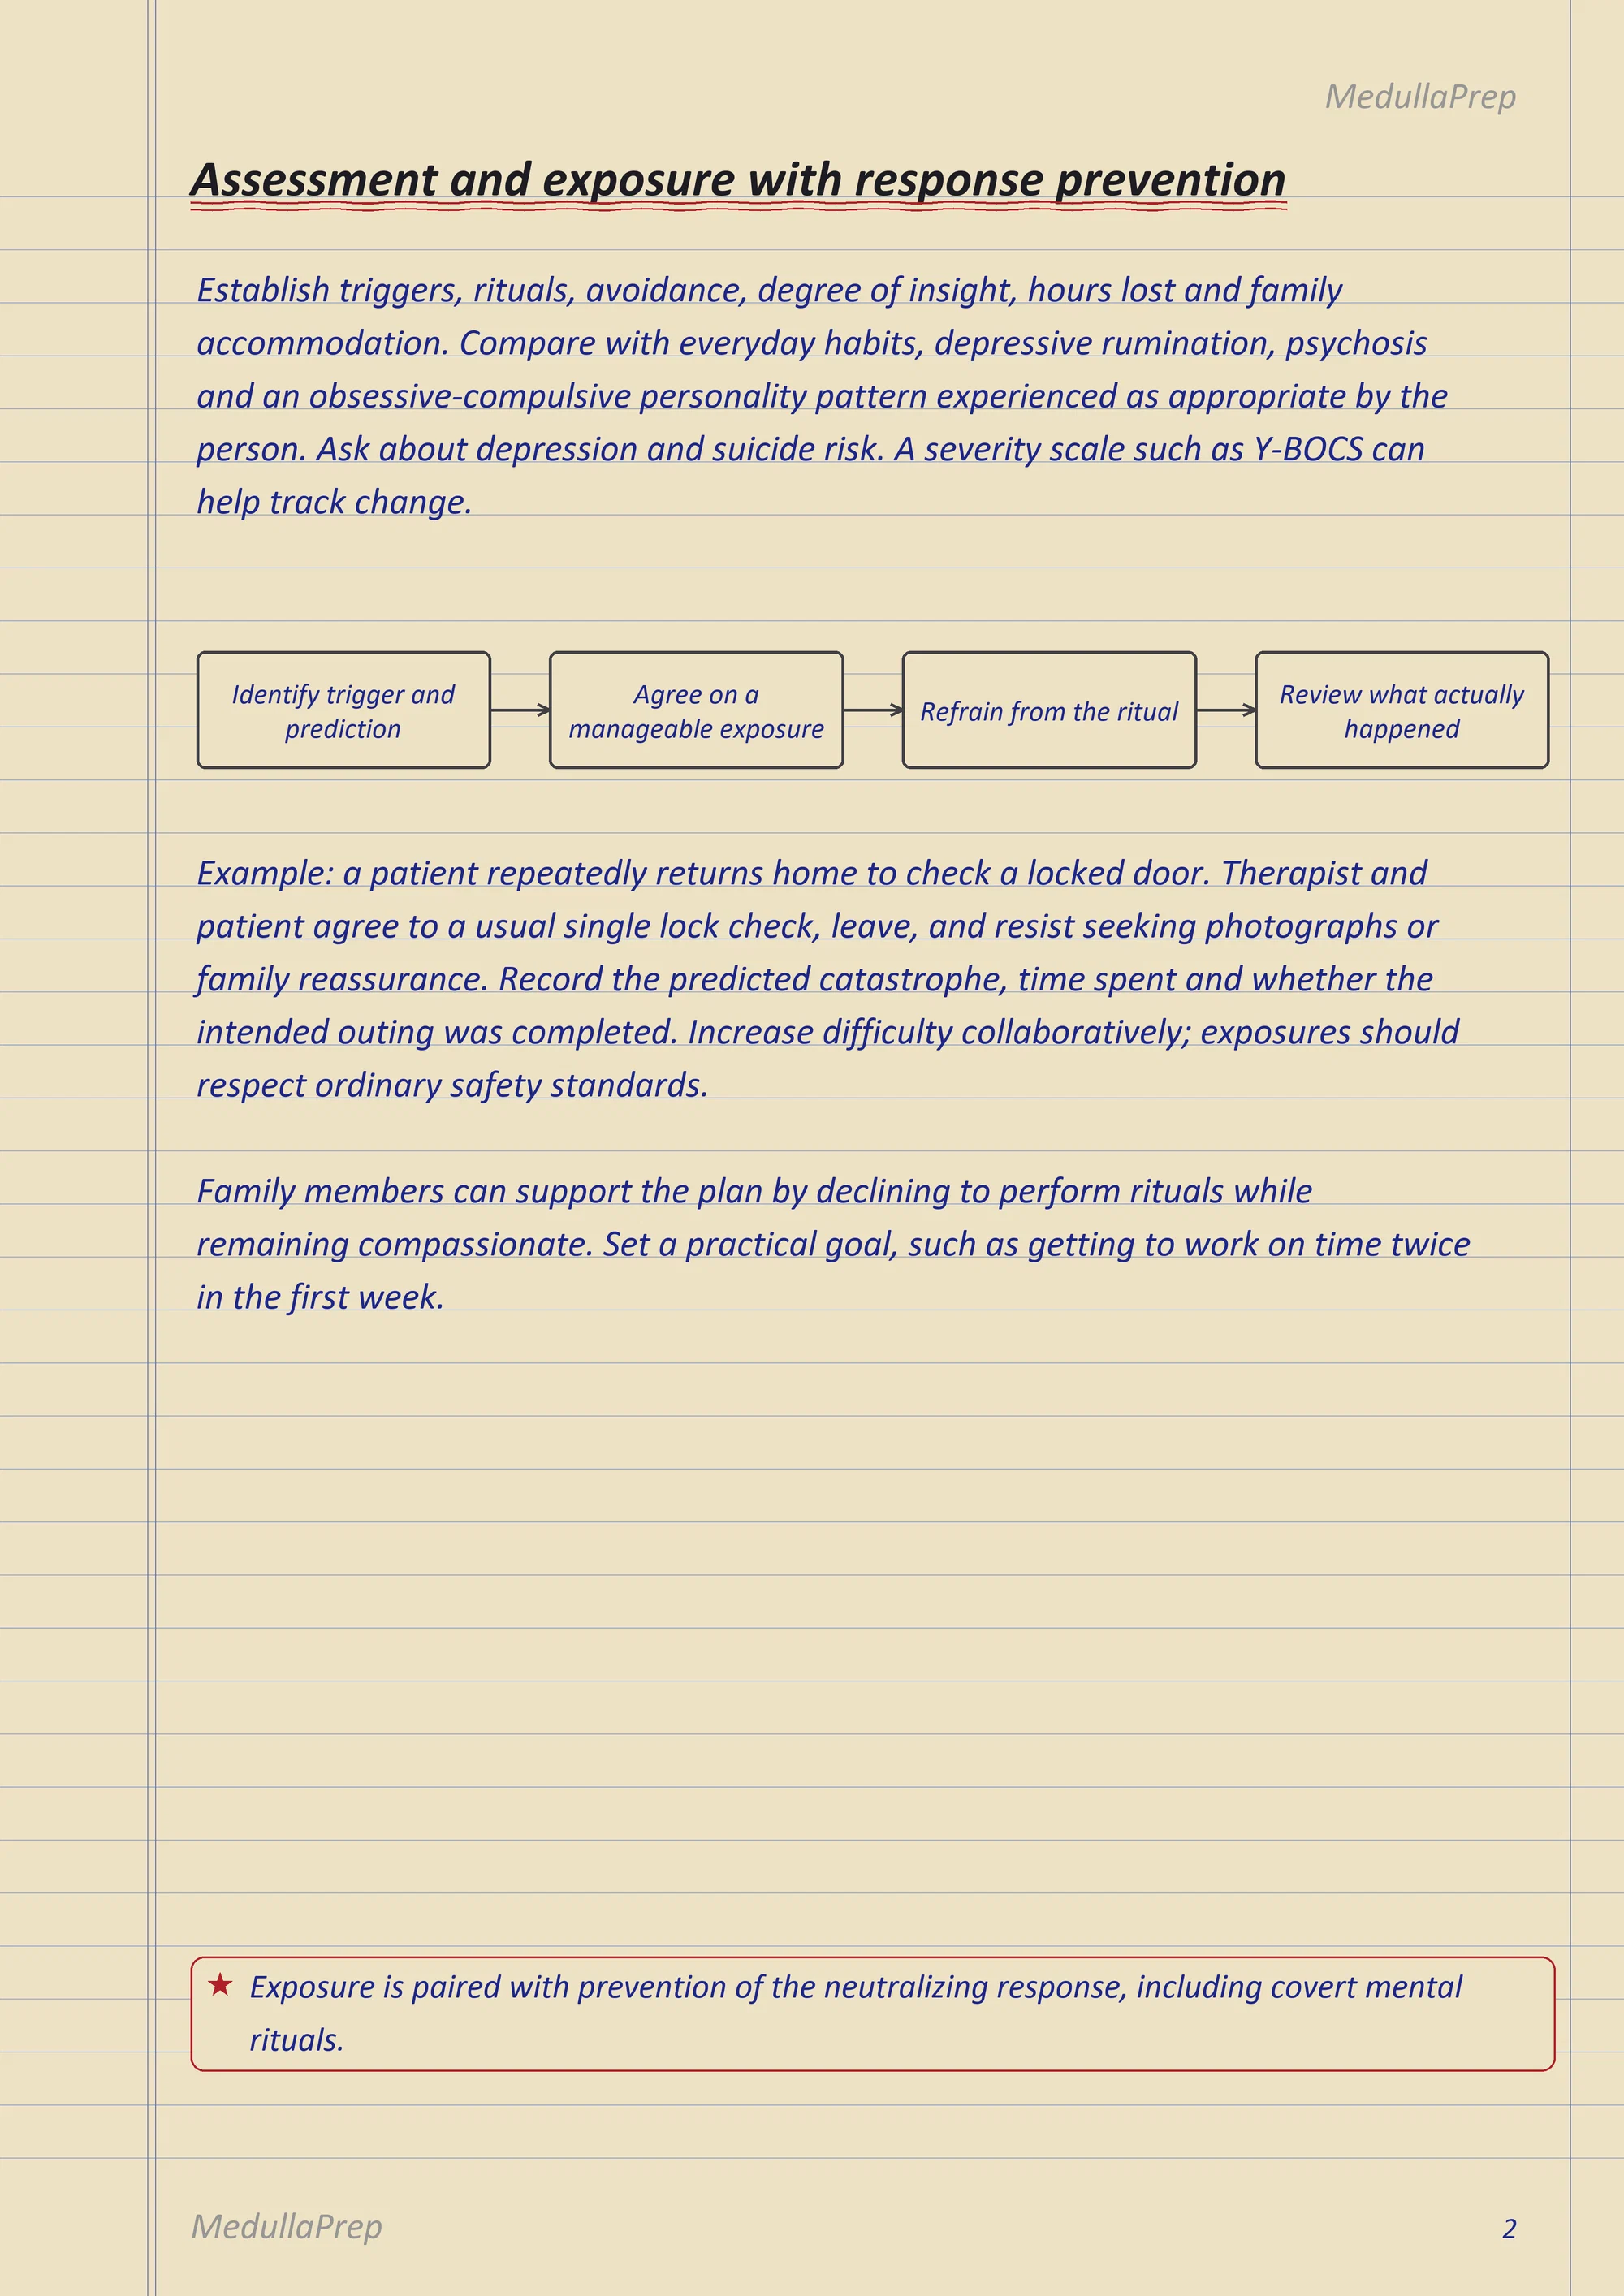 MedullaPrep
Assessment and exposure with response prevention
Establish triggers, rituals, avoidance, degree of insight, hours lost and family
accommodation. Compare with everyday habits, depressive rumination, psychosis
and an obsessive-compulsive personality pattern experienced as appropriate by the
person. Ask about depression and suicide risk. A severity scale such as Y-BOCS can
help track change.
Identify trigger and
prediction
Agree on a
manageable exposure
Refrain from the ritual
Review what actually
happened
Example: a patient repeatedly returns home to check a locked door. Therapist and
patient agree to a usual single lock check, leave, and resist seeking photographs or
family reassurance. Record the predicted catastrophe, time spent and whether the
intended outing was completed. Increase difficulty collaboratively; exposures should
respect ordinary safety standards.
Family members can support the plan by declining to perform rituals while
remaining compassionate. Set a practical goal, such as getting to work on time twice
in the first week.
★ Exposure is paired with prevention of the neutralizing response, including covert mental
rituals.
MedullaPrep
2